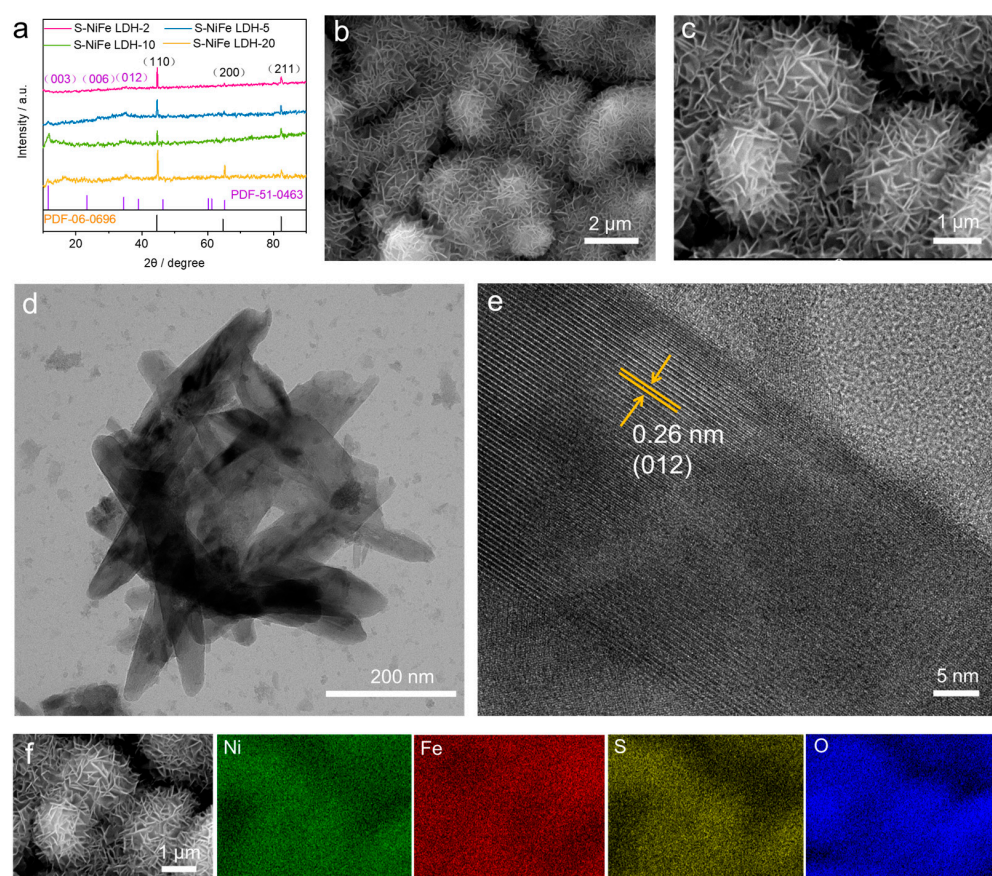 a
S-NiFe LDH-2
S-NiFe LDH-5
S-NiFe LDH-10
S-NiFe LDH-20
(003)
(006)
(012)
(110)
(200)
(211)
PDF-51-0463
PDF-06-0696
Intensity / a.u.
20
40
60
80
2θ / degree
b
2 μm
c
1 μm
d
200 nm
e
0.26 nm
(012)
5 nm
f
1 μm
Ni
Fe
S
O